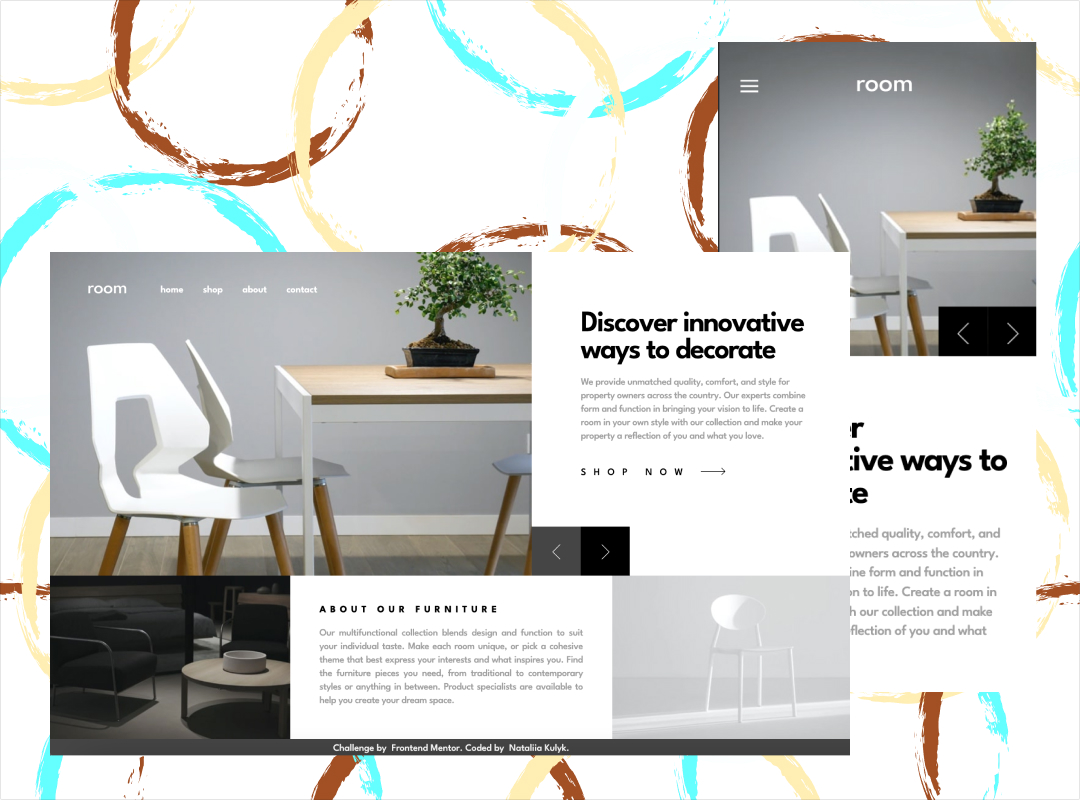 room
room
home shop about contact
Discover innovative
ways to decorate
We provide unmatched quality, comfort, and style for
property owners across the country. Our experts combine
form and function in bringing your vision to life. Create a
room in your own style with our collection and make your
property a reflection of you and what you love.
SHOP NOW
ABOUT OUR FURNITURE
Our multifunctional collection blends design and function to suit
your individual taste. Make each room unique, or pick a cohesive
theme that best express your interests and what inspires you. Find
the furniture pieces you need, from traditional to contemporary
styles or anything in between. Product specialists are available to
help you create your dream space.
Challenge by Frontend Mentor. Coded by Nataliia Kulyk.
ways to
quality, comfort, and
owners across the country.
form and function in
to life. Create a room in
our collection and make
of you and what